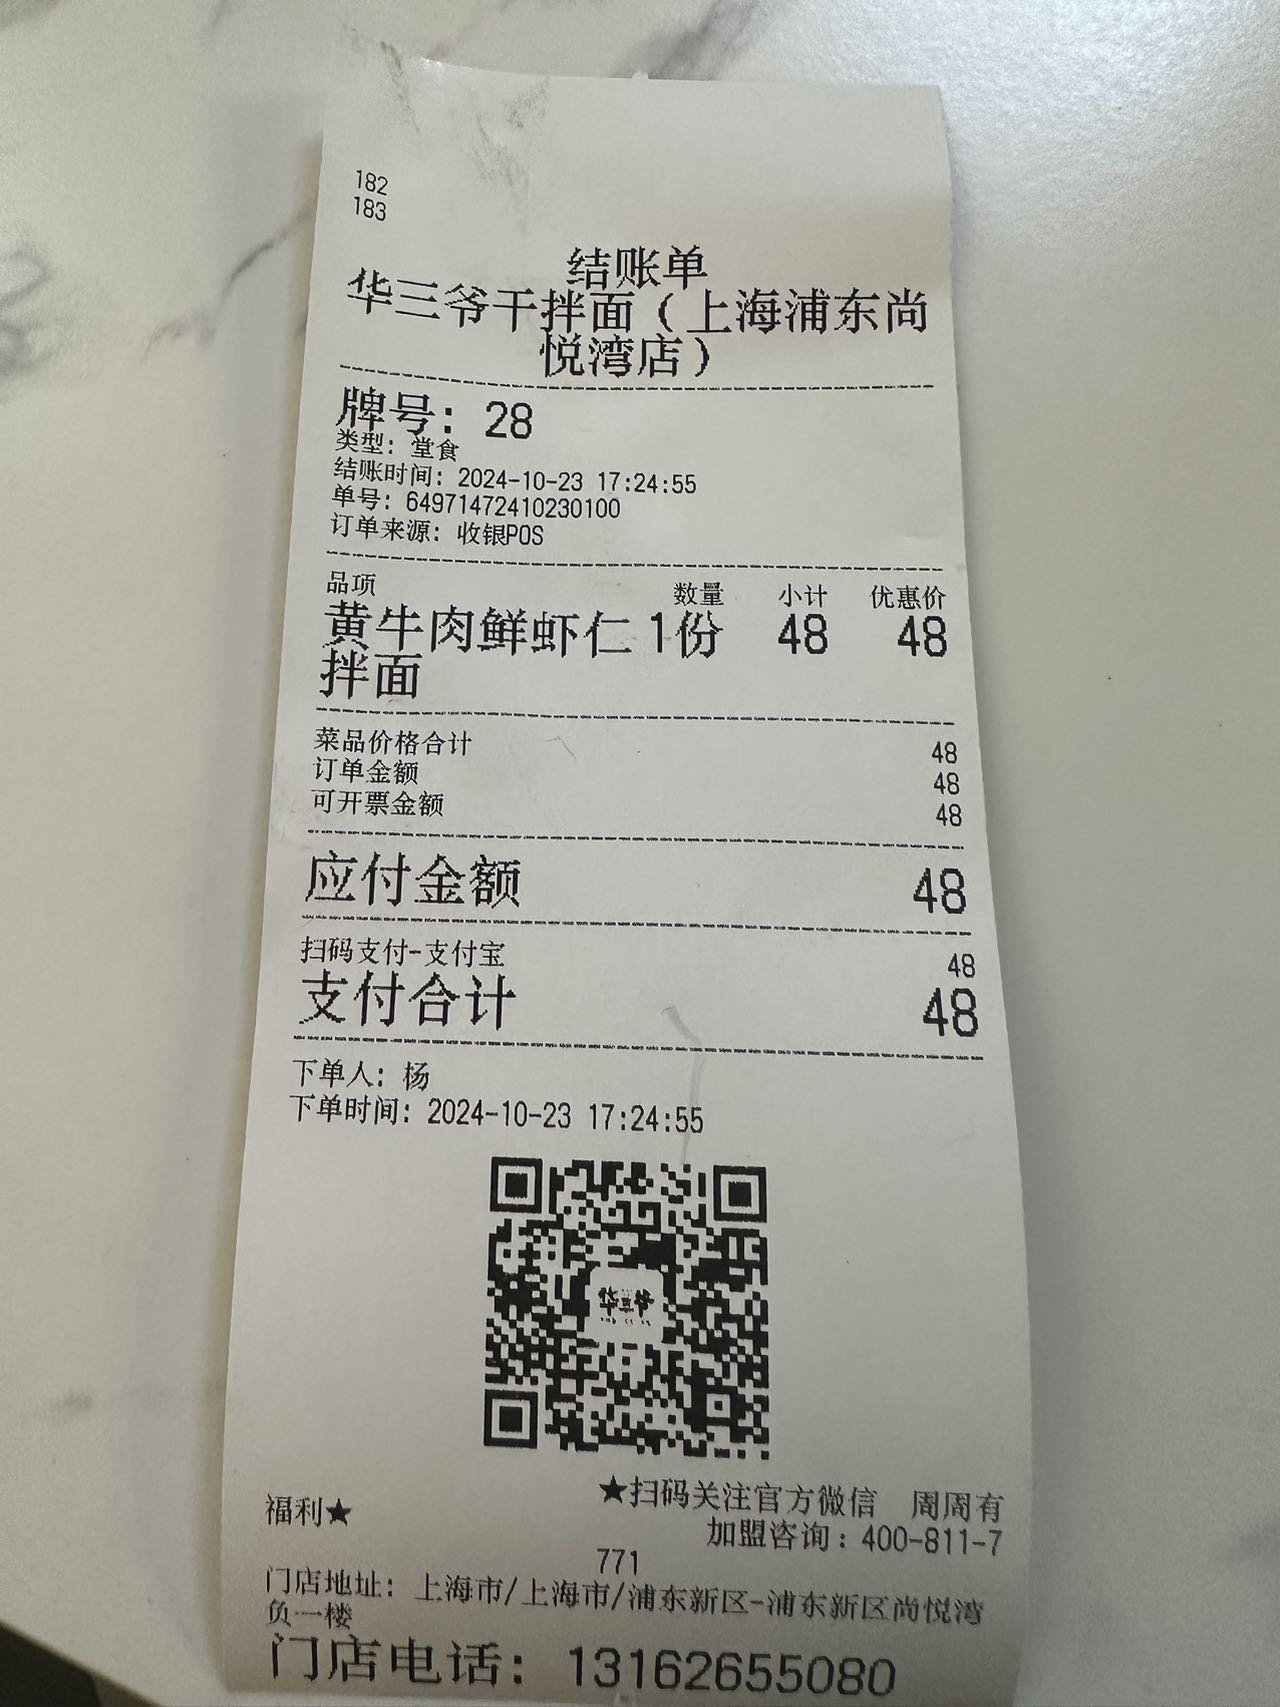 182
183
结账单
华三爷干拌面（上海浦东尚
悦湾店）
牌号：28
类型：堂食
结账时间：2024-10-23 17:24:55
单号：64971472410230100
订单来源：收银POS
品项 数量 小计 优惠价
黄牛肉鲜虾仁 1份 48 48
拌面
菜品价格合计 48
订单金额 48
可开票金额 48
应付金额 48
扫码支付-支付宝 48
支付合计 48
下单人：杨
下单时间：2024-10-23 17:24:55
华三爷
★扫码关注官方微信 周周有
福利★
加盟咨询：400-811-7
771
门店地址：上海市/上海市/浦东新区-浦东新区尚悦湾
负一楼
门店电话：13162655080